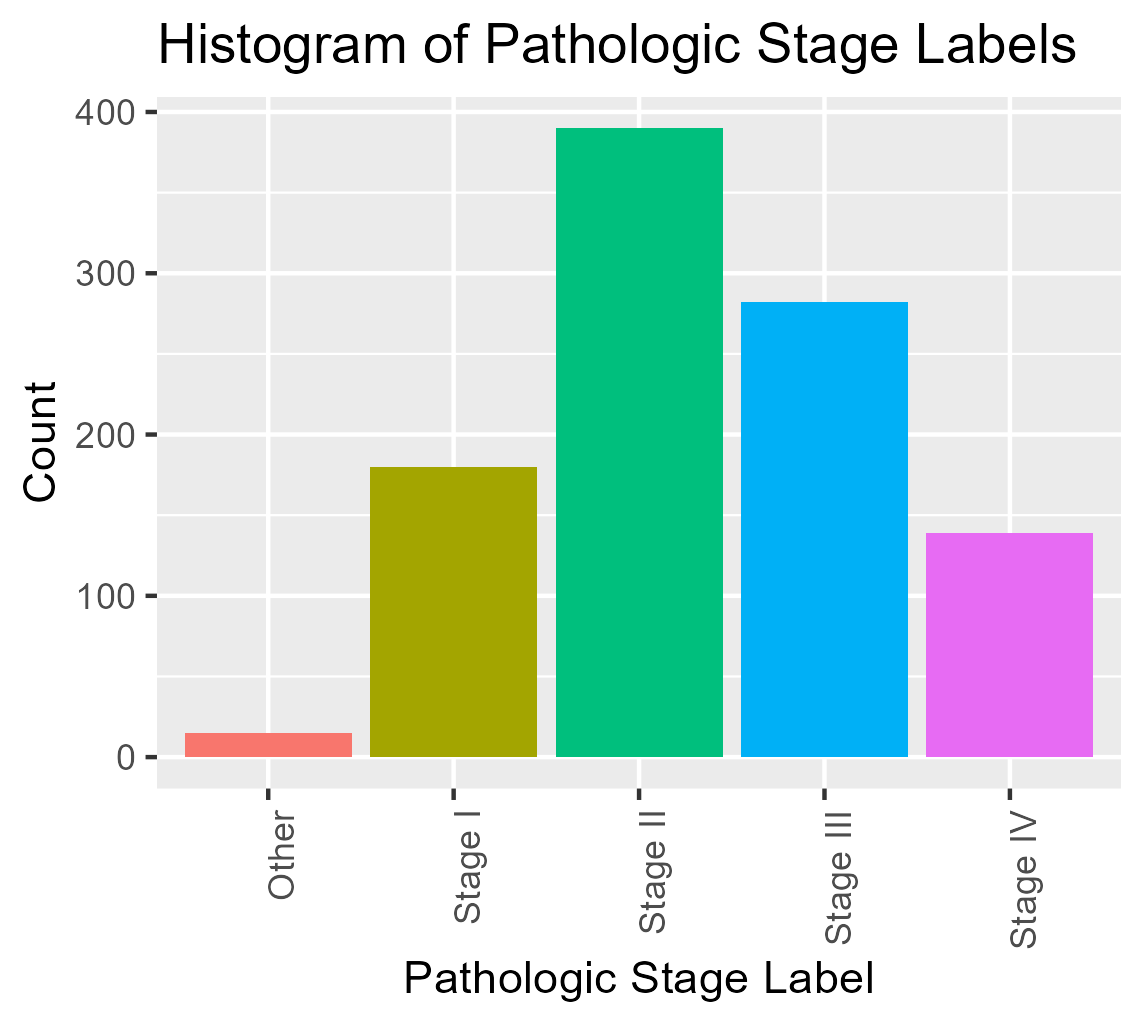 Histogram of Pathologic Stage Labels
400
300
200
100
0
Count
Other
Stage I
Stage II
Stage III
Stage IV
Pathologic Stage Label